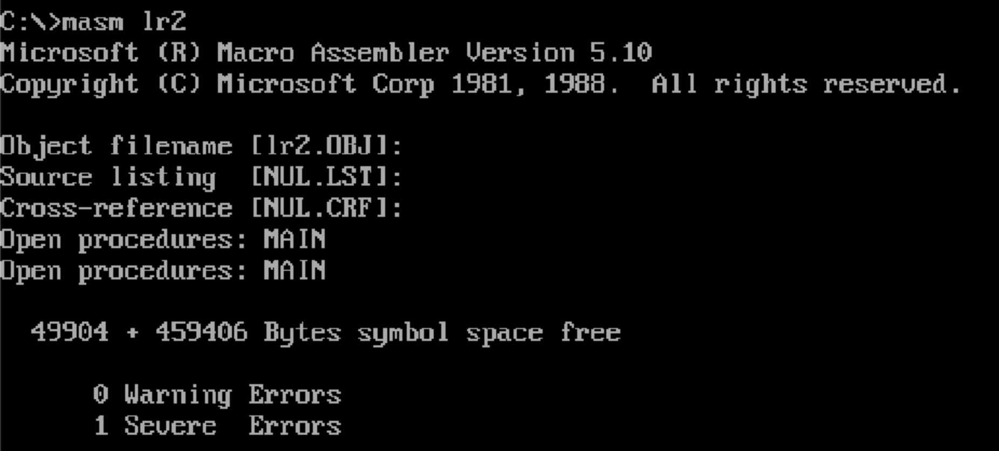 C:\>masm lr2
Microsoft (R) Macro Assembler Version 5.10
Copyright (C) Microsoft Corp 1981, 1988.  All rights reserved.
Object filename [lr2.OBJ]:
Source listing  [NUL.LST]:
Cross-reference [NUL.CRF]:
Open procedures: MAIN
Open procedures: MAIN
49904 + 459406 Bytes symbol space free
0 Warning Errors
1 Severe  Errors